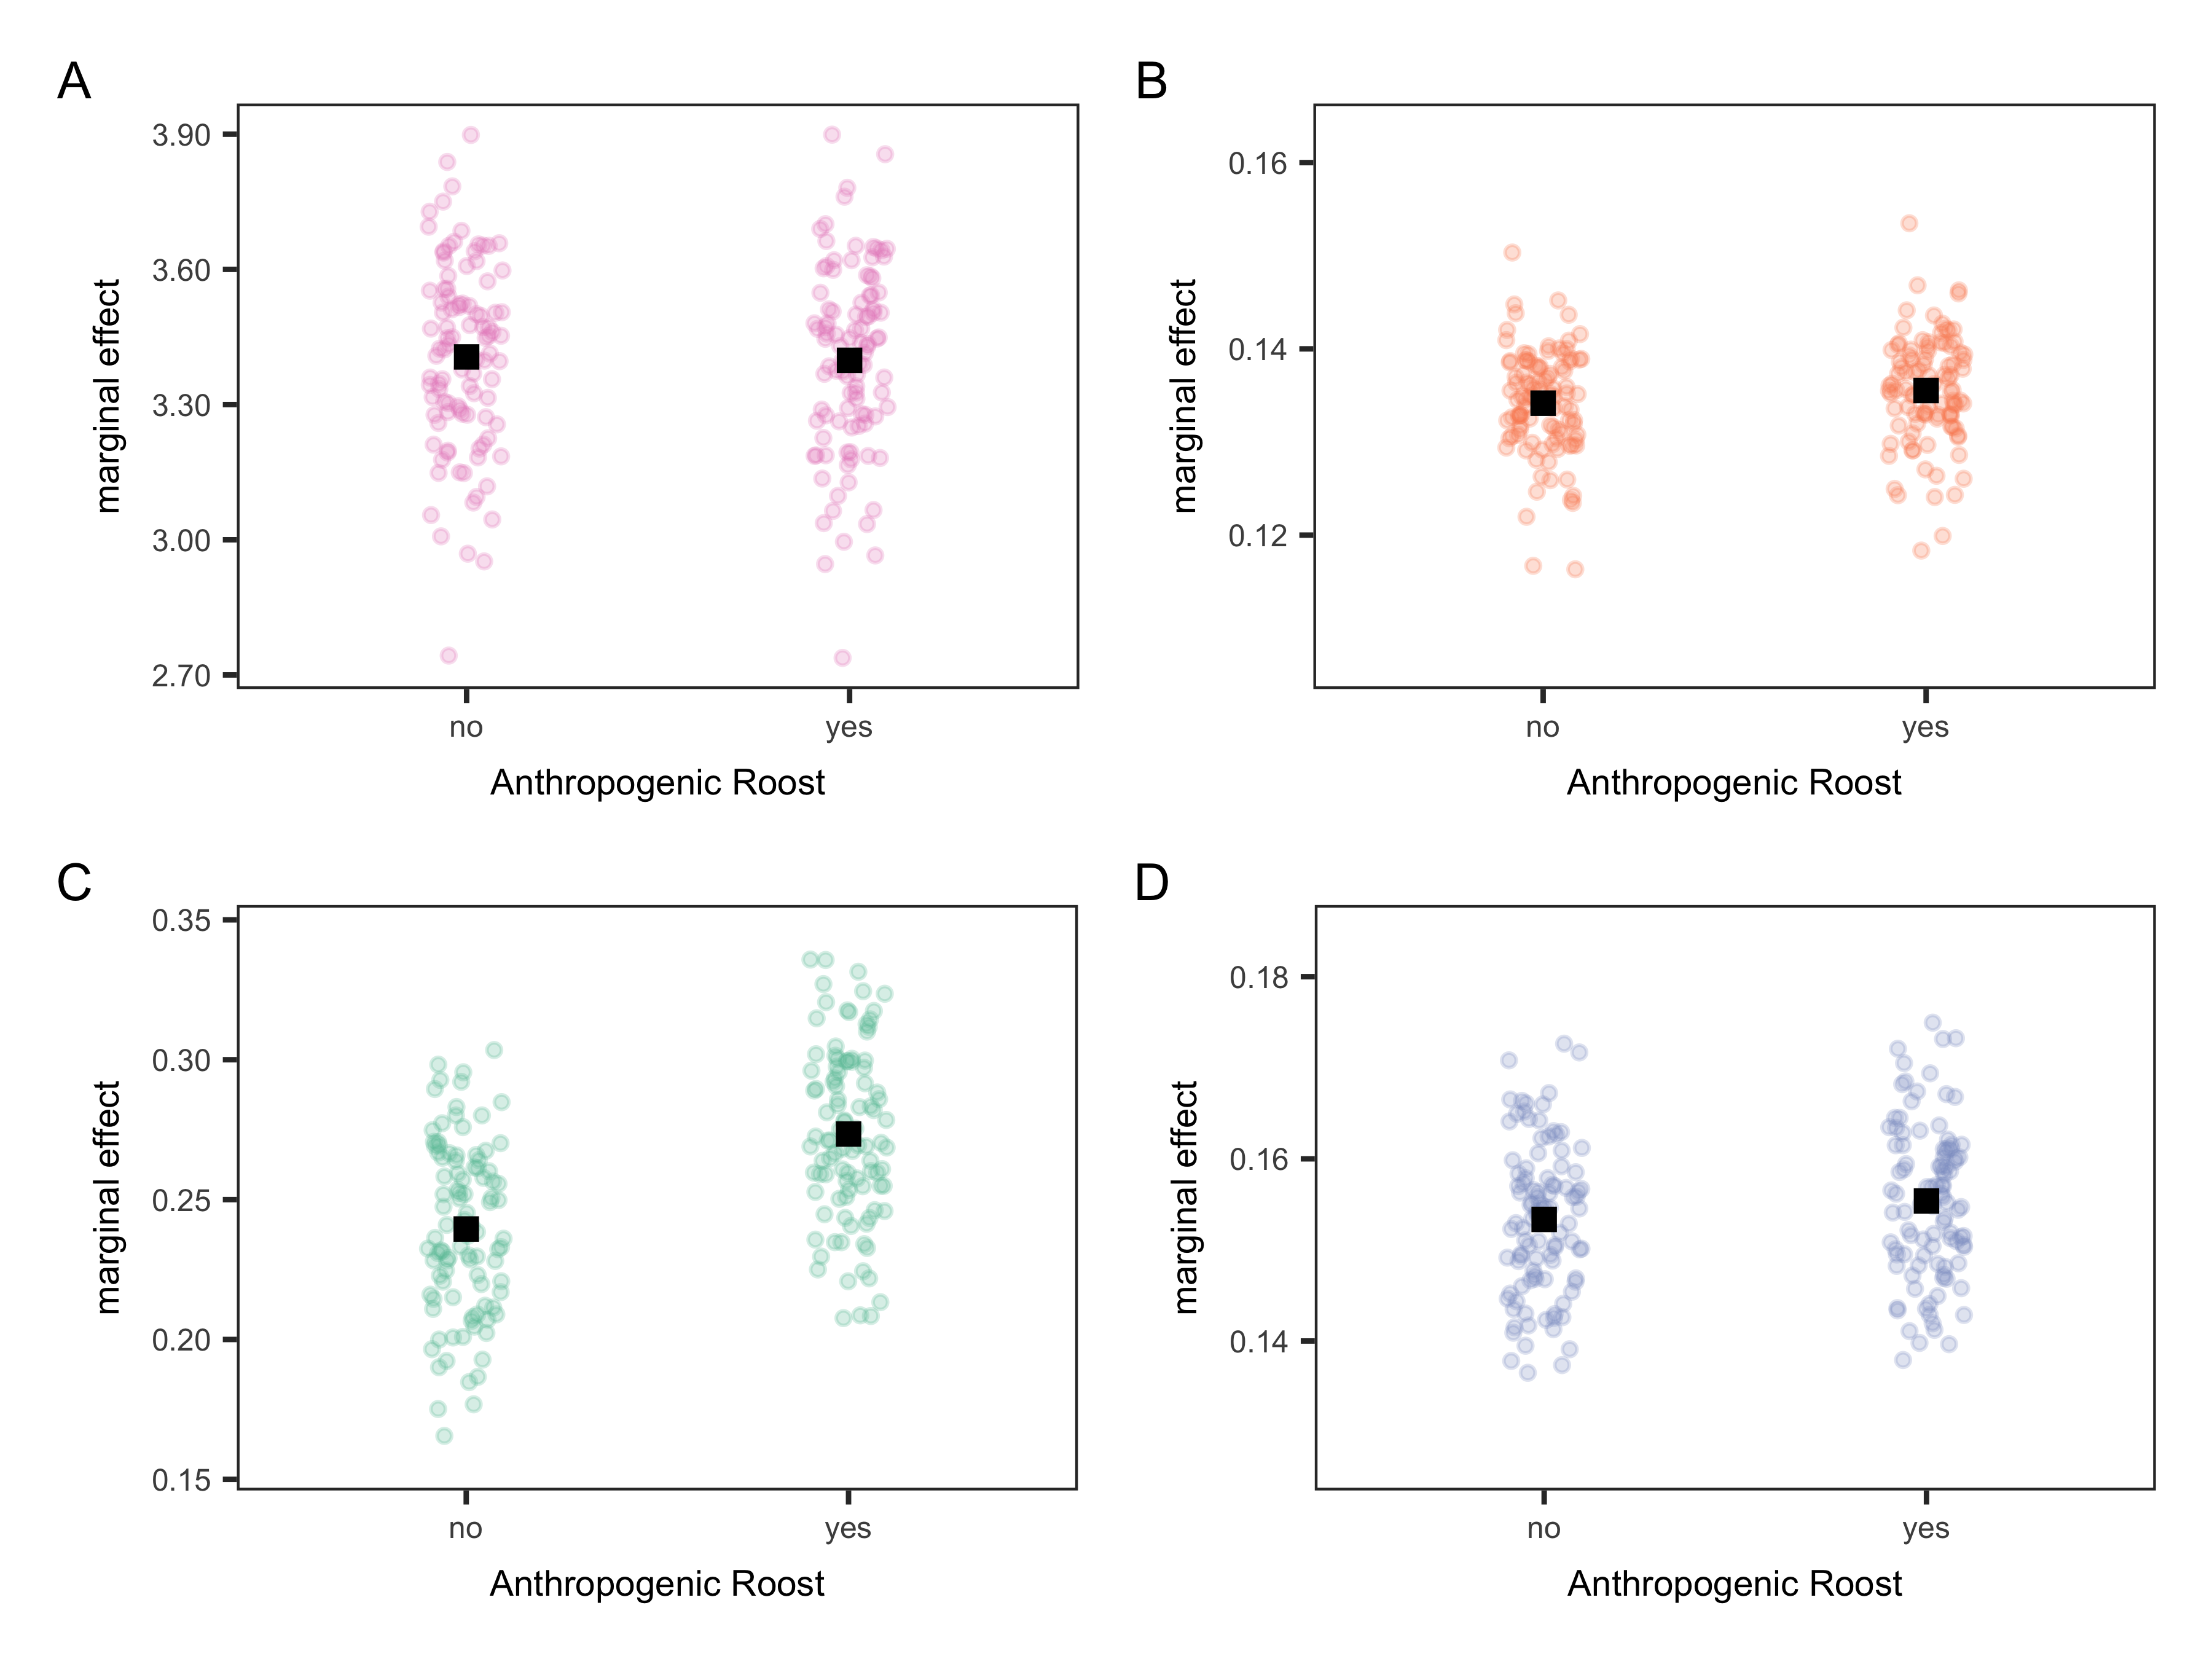 A
3.90
3.60
3.30
3.00
2.70
marginal effect
no yes
Anthropogenic Roost
B
0.16
0.14
0.12
marginal effect
no yes
Anthropogenic Roost
C
0.35
0.30
0.25
0.20
0.15
marginal effect
no yes
Anthropogenic Roost
D
0.18
0.16
0.14
marginal effect
no yes
Anthropogenic Roost